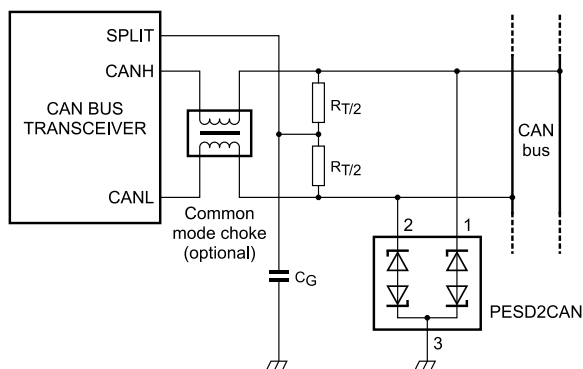 SPLIT
CANH
CAN BUS
TRANSCEIVER
CANL
RT/2
RT/2
CAN
bus
Common
mode choke
(optional)
CG
2
1
PESD2CAN
3